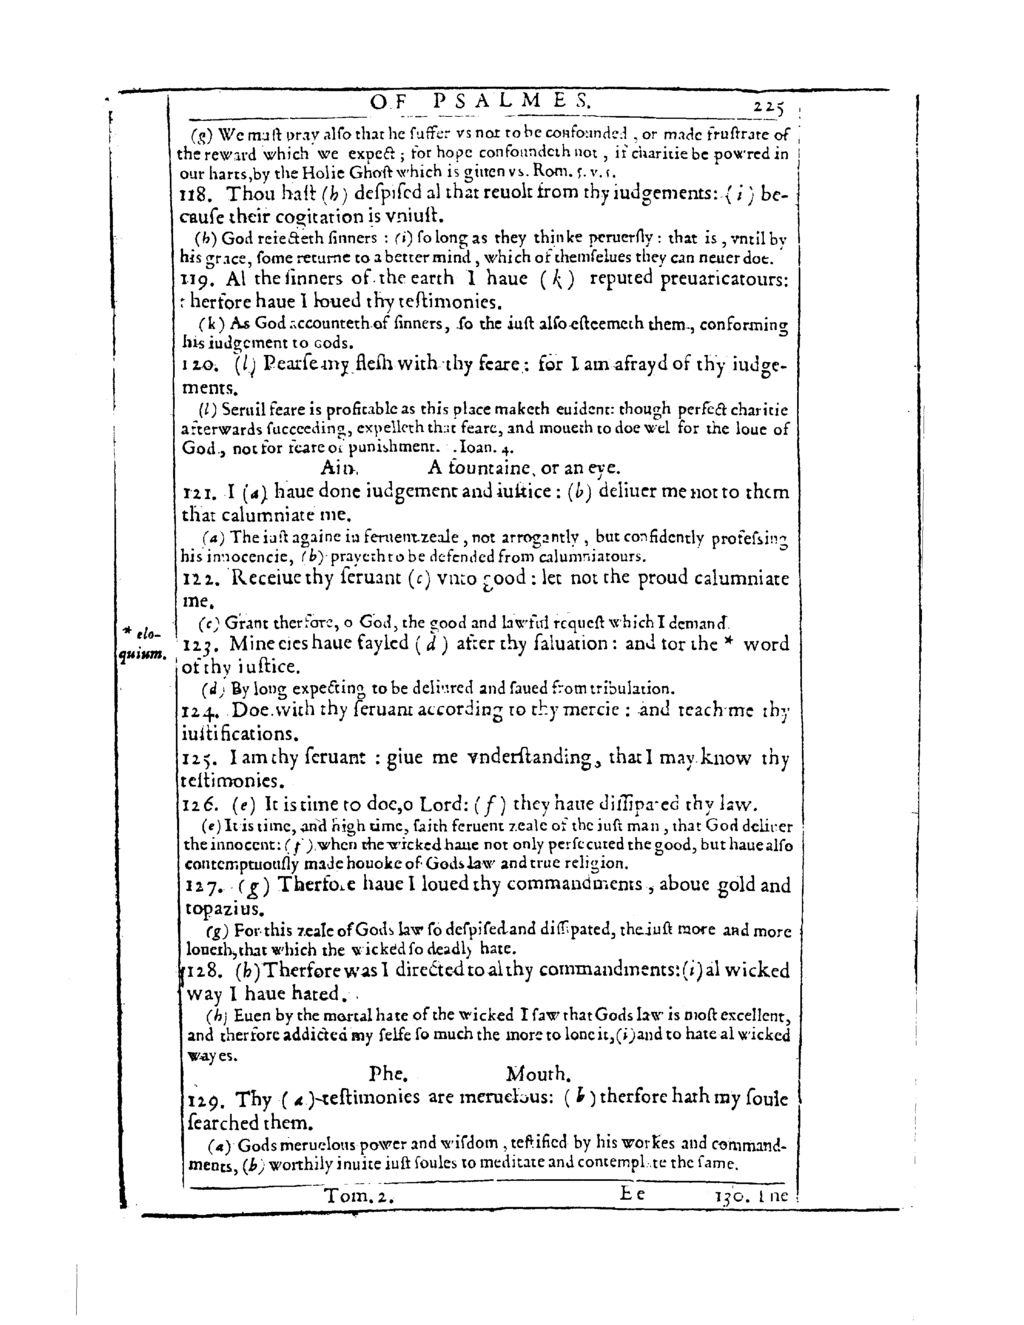 OF PSALMES. 225
(g) We muſt pray alſo that he ſuffer vs not to be confounded, or made fruſtrate of
the reward which we expect; for hope confoundeth not, if charitie be powred in
our harts, by the Holie Ghoſt which is giuen vs. Rom. 5. v. 5.
118. Thou haſt (h) deſpiſed al that reuolt from thy iudgements: (i) be-
cauſe their cogitation is vniuſt.
(h) God reiecteth ſinners: (i) ſo long as they thinke peruerſly: that is, vntil by
his grace, ſome returne to a better mind, which of themſelues they can neuer doe.
119. Al the ſinners of the earth I haue (k) reputed preuaricatours:
therfore haue I loued thy teſtimonies.
(k) As God accounteth of ſinners, ſo the iuſt alſo eſteemeth them, conforming
his iudgement to Gods.
120. (l) Pearſe my fleſh with thy feare: for I am afrayd of thy iudge-
ments.
(l) Seruil feare is profitable as this place maketh euident: though perfect charitie
afterwards ſucceeding, expelleth that feare, and moueth to doe wel for the loue of
God, not for feare of punishment. Ioan. 4.
Ain. A fountaine, or an eye.
121. I (a) haue done iudgement and iuſtice: (b) deliuer me not to them
that calumniate me.
(a) The iuſt againe in feruent zeale, not arrogantly, but confidently profeſsing
his innocencie, (b) prayeth to be defended from calumniatours.
122. Receiue thy ſeruant (c) vnto good: let not the proud calumniate
me.
(c) Grant therfore, o God, the good and lawful requeſt which I demand.
* elo-
quium.
123. Mine eies haue fayled (d) after thy ſaluation: and for the * word
of thy iuſtice.
(d) By long expecting to be deliured and ſaued from tribulation.
124. Doe with thy ſeruant according to thy mercie: and teach me thy
iuſtifications.
125. I am thy ſeruant: giue me vnderſtanding, that I may know thy
teſtimonies.
126. (e) It is time to doe, o Lord: (f) they haue diſſipated thy law.
(e) It is time, and high time, ſaith feruent zeale of the iuſt man, that God deliuer
the innocent: (f) when the wicked haue not only perſecuted the good, but haue alſo
contemptuouſly made houoke of Gods law and true religion.
127. (g) Therfore haue I loued thy commandments, aboue gold and
topazius.
(g) For this zeale of Gods law ſo deſpiſed and diſſipated, the iuſt more and more
loueth, that which the wicked ſo deadly hate.
128. (h) Therfore was I directed to al thy commandments: (i) al wicked
way I haue hated.
(h) Euen by the mortal hate of the wicked I ſaw that Gods law is moſt excellent,
and therfore addicted my ſelfe ſo much the more to loue it, (i) and to hate al wicked
wayes.
Phe. Mouth.
129. Thy (a) teſtimonies are meruelous: (b) therfore hath my ſoule
ſearched them.
(a) Gods meruelous power and wiſdom, teſtified by his workes and command-
ments, (b) worthily inuite iuſt ſoules to meditate and contemplate the ſame.
Tom. 2. Ee 130. The